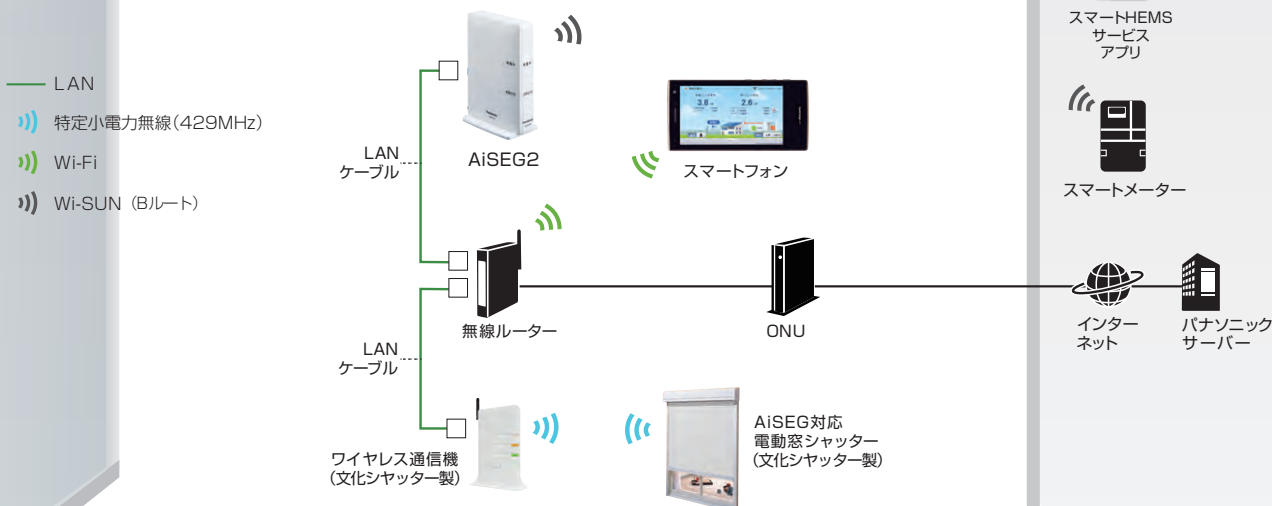 スマートHEMS
サービス
アプリ
LAN
特定小電力無線（429MHz）
Wi-Fi
Wi-SUN（Bルート）
LAN
ケーブル
AiSEG2
スマートフォン
スマートメーター
無線ルーター
ONU
インター
ネット
パナソニック
サーバー
LAN
ケーブル
ワイヤレス通信機
（文化シヤッター製）
AiSEG対応
電動窓シャッター
（文化シヤッター製）
3.8
2.6